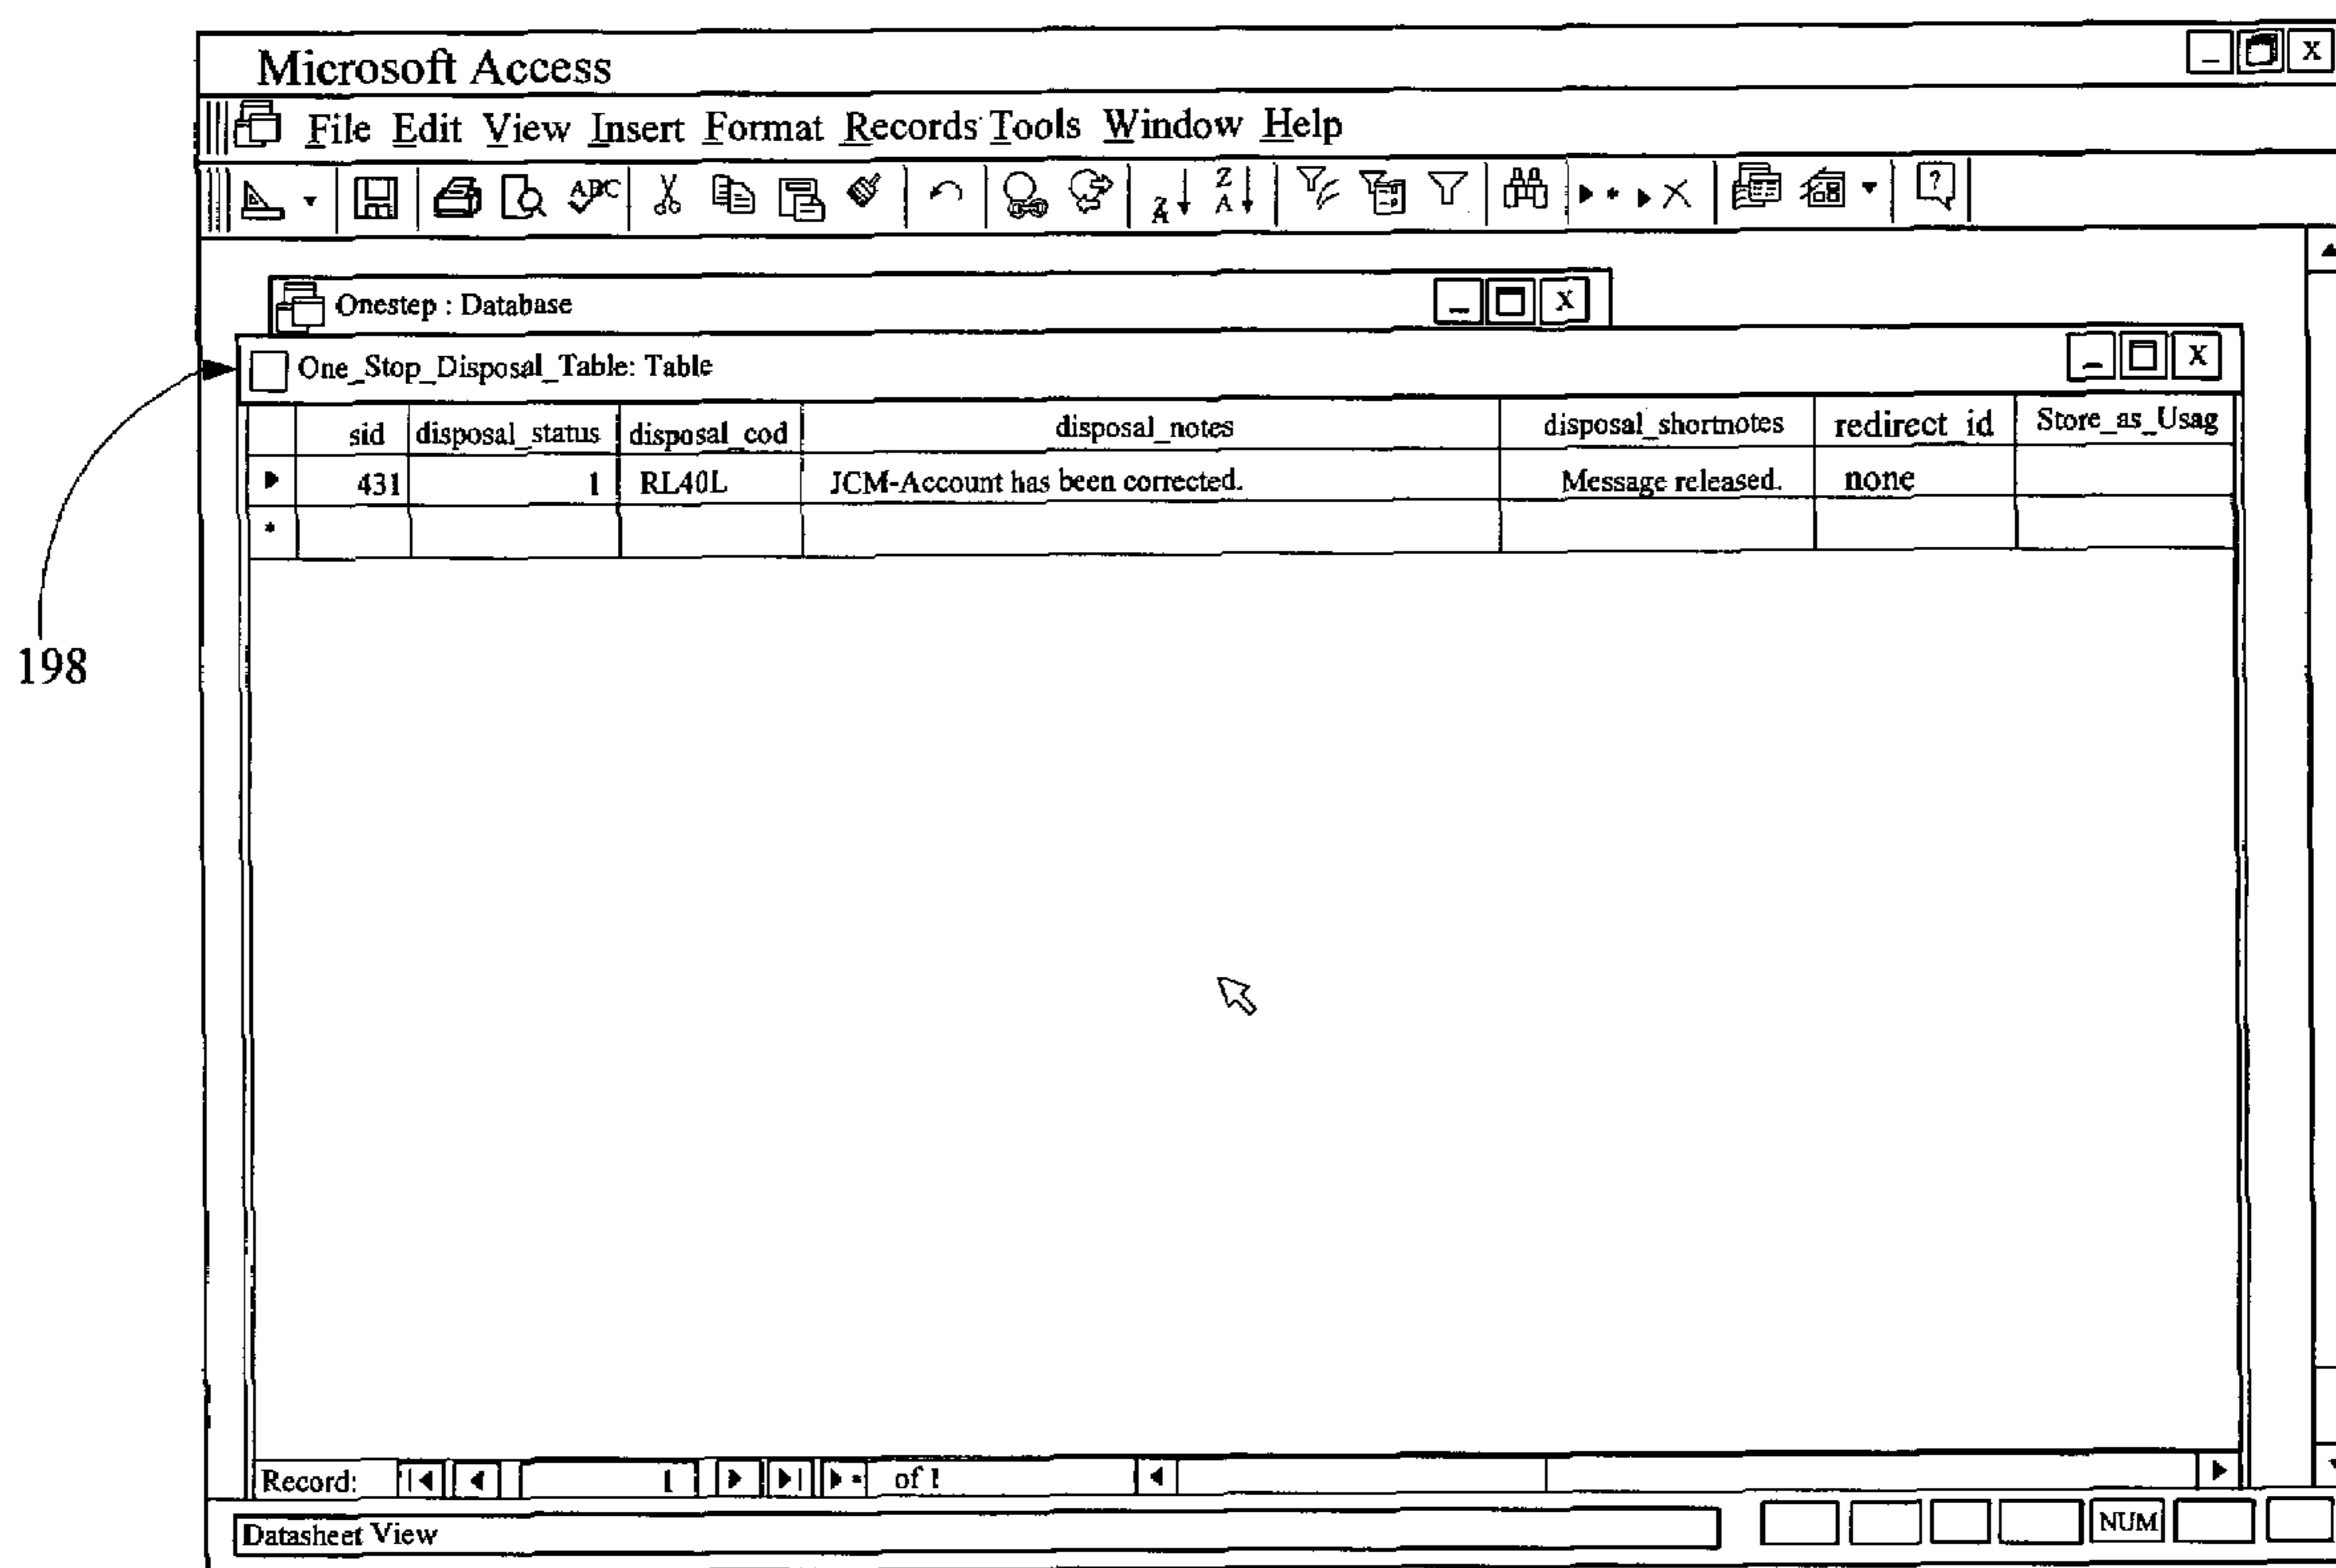 Microsoft Access
_ X
File Edit View Insert Format Records Tools Window Help
ABC Z A Z A ?
Onestep : Database
_ X
One_Stop_Disposal_Table: Table
_ X
sid disposal_status disposal_cod disposal_notes disposal_shortnotes redirect_id Store_as_Usag
431 1 RL40L JCM-Account has been corrected. Message released. none
*
198
Record: 1 of 1
Datasheet View NUM